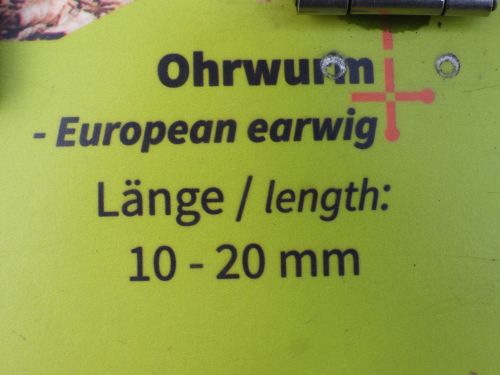 Ohrwurm
- European earwig
Länge / length:
10 - 20 mm